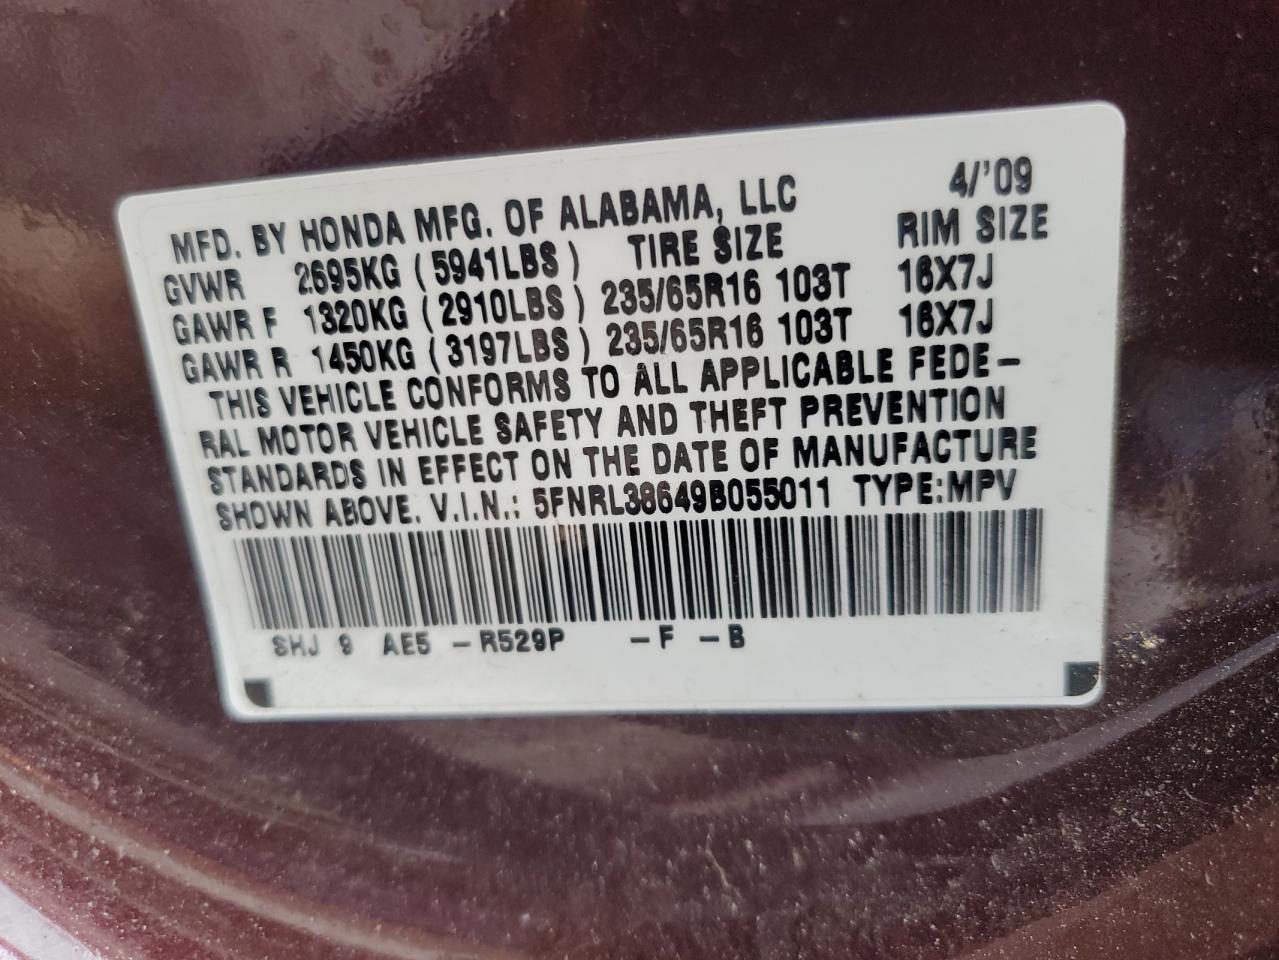 MFD. BY HONDA MFG. OF ALABAMA, LLC 4/'09
GVWR 2695KG (5941LBS) TIRE SIZE RIM SIZE
GAWR F 1320KG (2910LBS) 235/65R16 103T 16X7J
GAWR R 1450KG (3197LBS) 235/65R16 103T 16X7J
THIS VEHICLE CONFORMS TO ALL APPLICABLE FEDE-
RAL MOTOR VEHICLE SAFETY AND THEFT PREVENTION
STANDARDS IN EFFECT ON THE DATE OF MANUFACTURE
SHOWN ABOVE. V.I.N.: 5FNRL38649B055011 TYPE:MPV
SHJ 9 AE5 -R529P -F -B